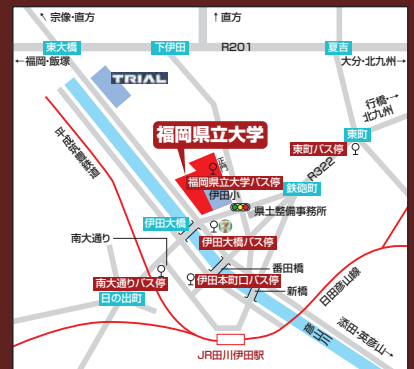 宗像・直方
直方
東大橋
下伊田
R201
夏吉
福岡・飯塚
大分・北九州
TRIAL
行橋・
北九州
平成筑豊鉄道
福岡県立大学
正門
東町
東町バス停
R322
福岡県立大学バス停
伊田小
鉄砲町
県土整備事務所
伊田大橋
南大通り
伊田大橋バス停
番田橋
南大通りバス停
伊田本町口バス停
日の出町
新橋
日田彦山線
彦山川
添田・英彦山
JR田川伊田駅